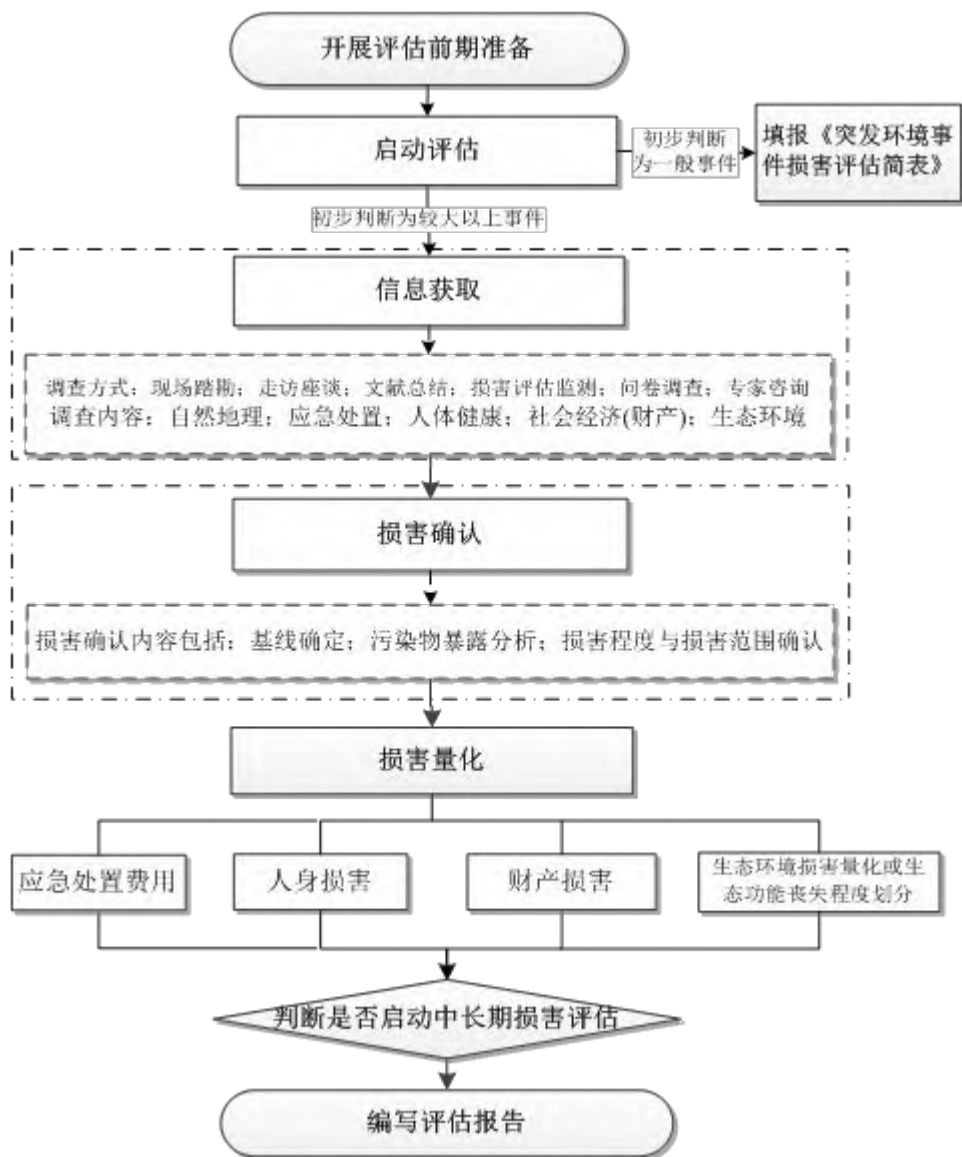 开展评估前期准备
启动评估
初步判断
为一般事件
填报《突发环境事
件损害评估简表》
初步判断为较大以上事件
信息获取
调查方式：现场踏勘；走访座谈；文献总结；损害评估监测；问卷调查；专家咨询
调查内容：自然地理；应急处置；人体健康；社会经济(财产)；生态环境
损害确认
损害确认内容包括：基线确定；污染物暴露分析；损害程度与损害范围确认
损害量化
应急处置费用
人身损害
财产损害
生态环境损害量化或生
态功能丧失程度划分
判断是否启动中长期损害评估
编写评估报告